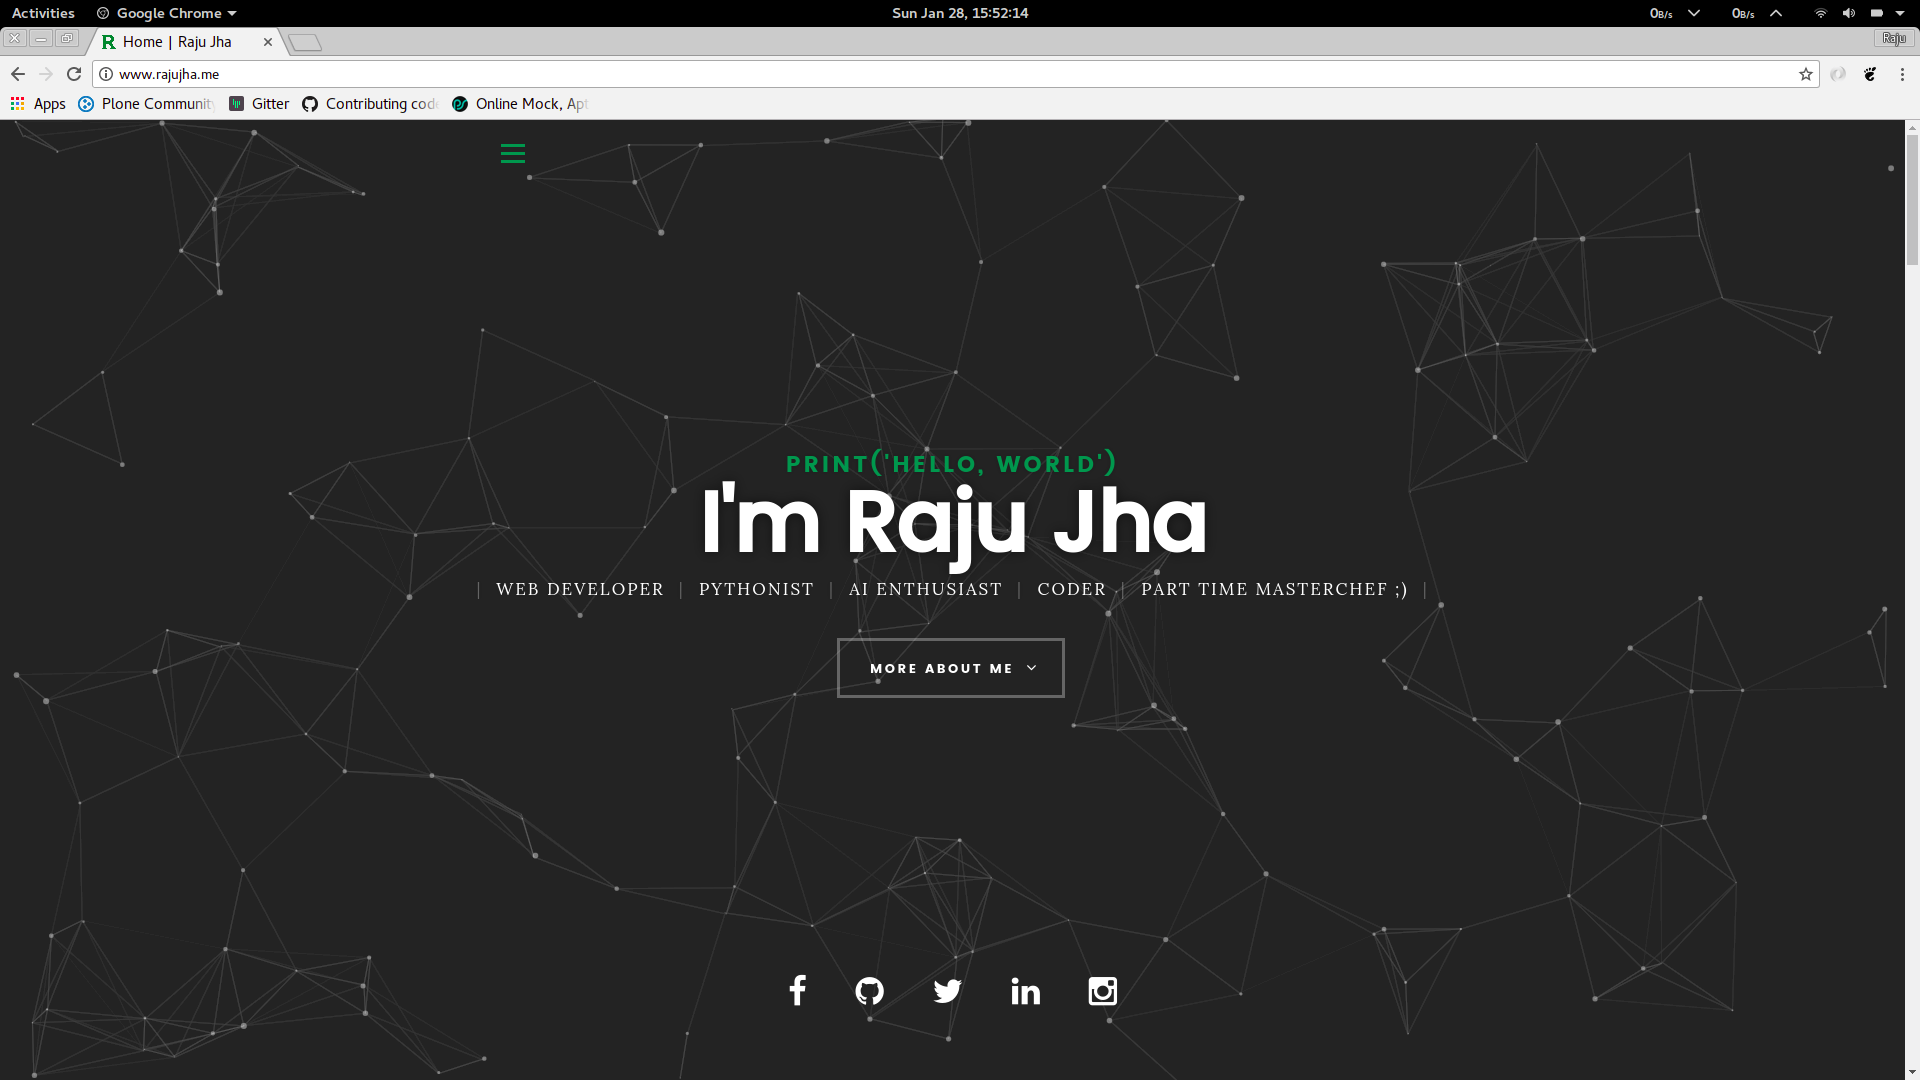 Activities Google Chrome Sun Jan 28, 15:52:14 0B/s 0B/s
R Home | Raju Jha Raju
www.rajujha.me
Apps Plone Community Gitter Contributing code Online Mock, Apt
PRINT('HELLO, WORLD')
I'm Raju Jha
| WEB DEVELOPER | PYTHONIST | AI ENTHUSIAST | CODER | PART TIME MASTERCHEF ;) |
MORE ABOUT ME